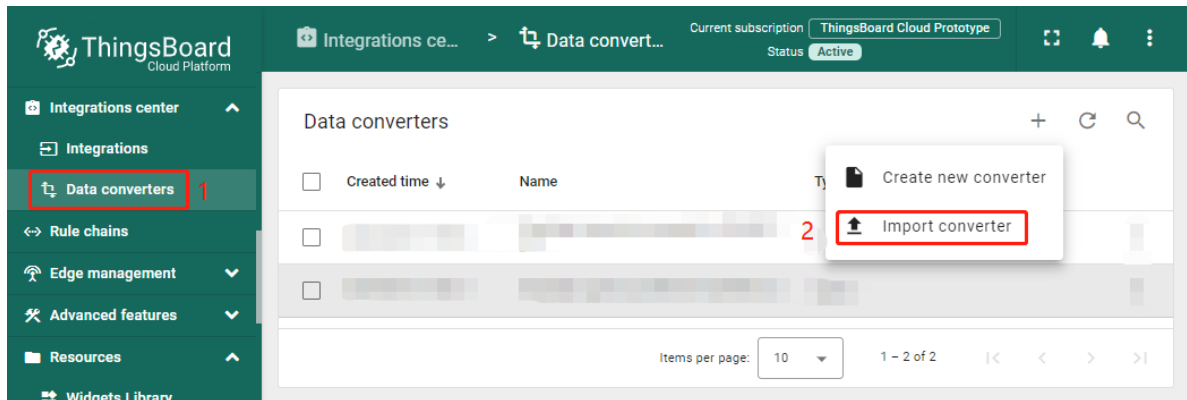 ThingsBoard
Cloud Platform
Integrations ce... > Data convert...
Current subscription ThingsBoard Cloud Prototype
Status Active
Integrations center
Integrations
Data converters 1
Rule chains
Edge management
Advanced features
Resources
Widgets Library
Data converters
Created time Name Ty
Create new converter
2 Import converter
Items per page: 10 1 – 2 of 2